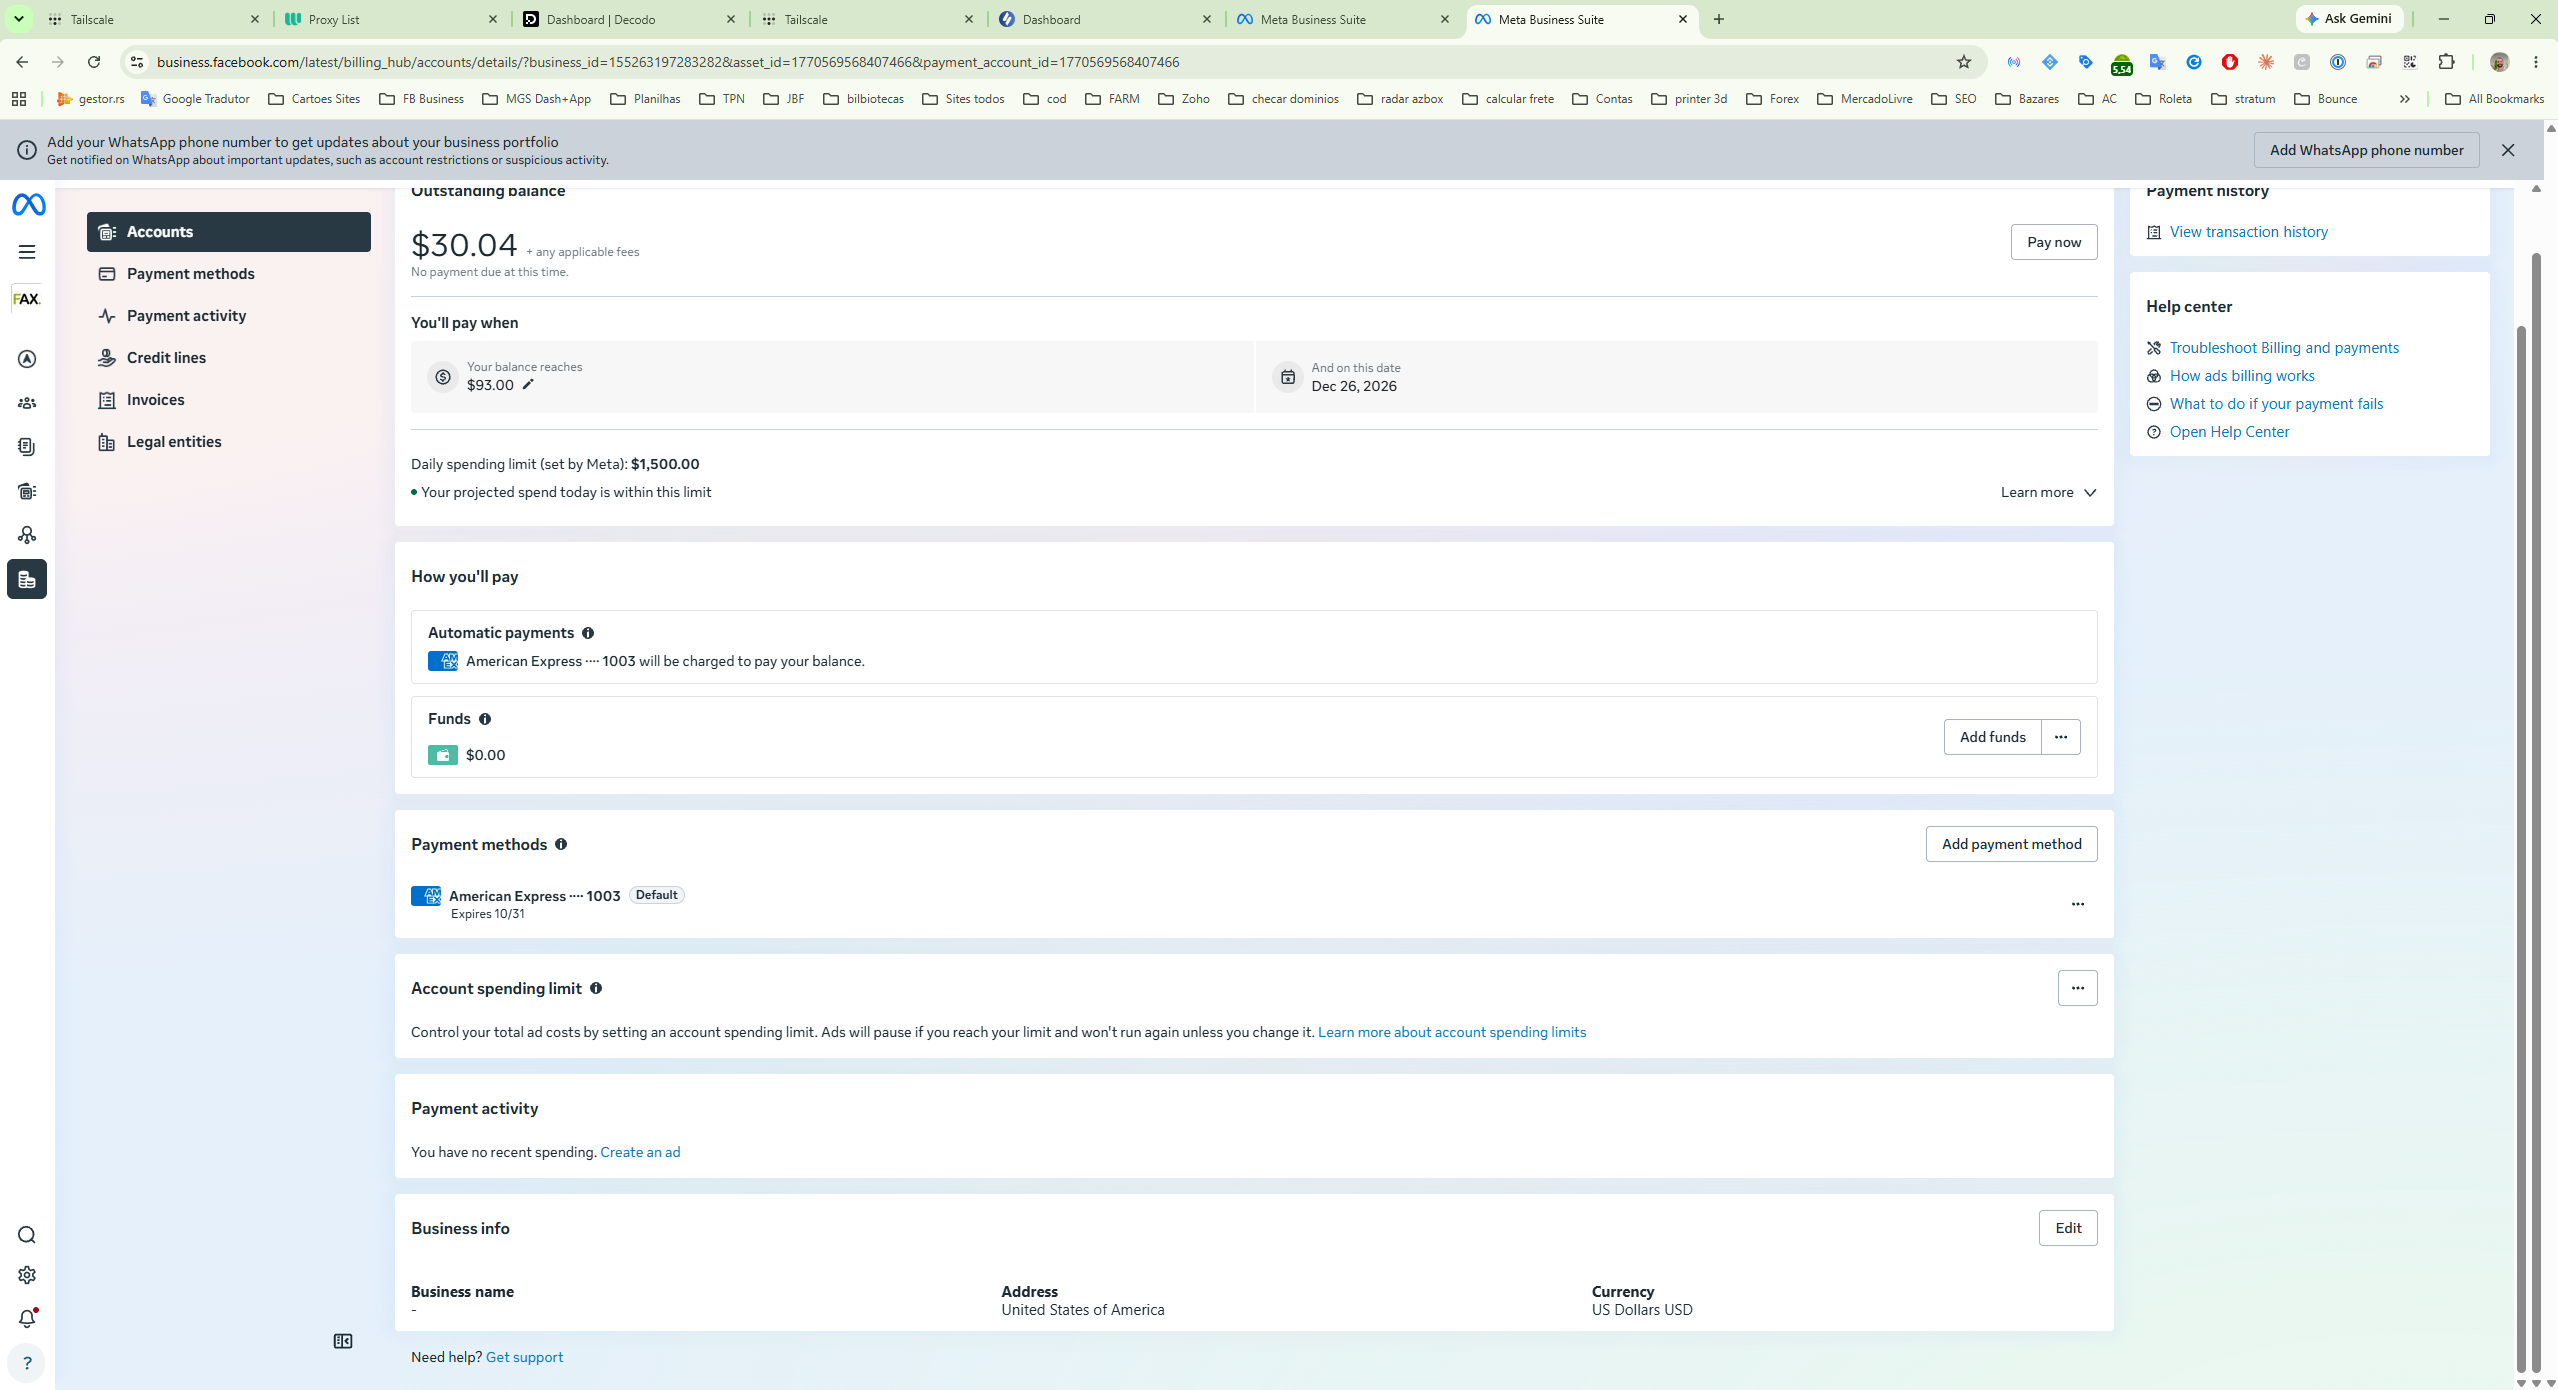 Tailscale
Proxy List
Dashboard | Decodo
Tailscale
Dashboard
Meta Business Suite
Meta Business Suite
Ask Gemini
business.facebook.com/latest/billing_hub/accounts/details/?business_id=1552631972832828&asset_id=1770569568407466&payment_account_id=1770569568407466
5,54
gestor.rs
Google Tradutor
Cartoes Sites
FB Business
MGS Dash+App
Planilhas
TPN
JBF
bilbiotecas
Sites todos
cod
FARM
Zoho
checar dominios
radar azbox
calcular frete
Contas
printer 3d
Forex
MercadoLivre
SEO
Bazares
AC
Roleta
stratum
Bounce
All Bookmarks
Add your WhatsApp phone number to get updates about your business portfolio
Get notified on WhatsApp about important updates, such as account restrictions or suspicious activity.
Add WhatsApp phone number
FAX.
Accounts
Payment methods
Payment activity
Credit lines
Invoices
Legal entities
Outstanding balance
$30.04 + any applicable fees
No payment due at this time.
Pay now
You'll pay when
Your balance reaches
$93.00
And on this date
Dec 26, 2026
Daily spending limit (set by Meta): $1,500.00
Your projected spend today is within this limit
Learn more
How you'll pay
Automatic payments
American Express ···· 1003 will be charged to pay your balance.
Funds
$0.00
Add funds
Payment methods
Add payment method
American Express ···· 1003 Default
Expires 10/31
Account spending limit
Control your total ad costs by setting an account spending limit. Ads will pause if you reach your limit and won't run again unless you change it. Learn more about account spending limits
Payment activity
You have no recent spending. Create an ad
Business info
Edit
Business name
-
Address
United States of America
Currency
US Dollars USD
Need help? Get support
Payment history
View transaction history
Help center
Troubleshoot Billing and payments
How ads billing works
What to do if your payment fails
Open Help Center